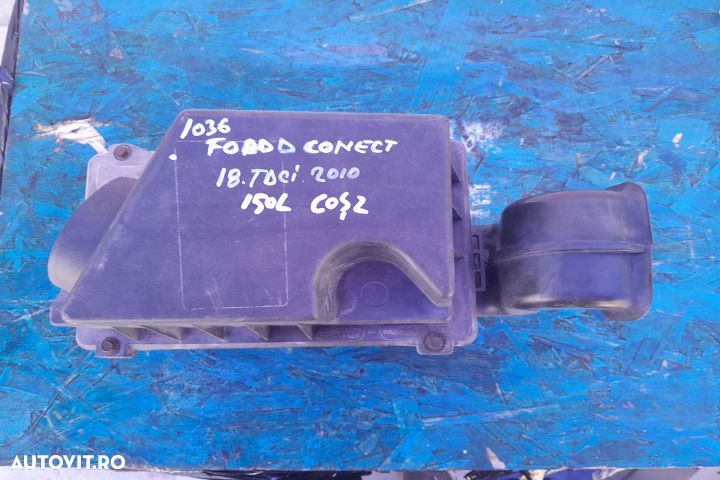 1036
FORDD CONECT
18.TDCi. 2010
150L COŞ2
AUTOVIT.RO